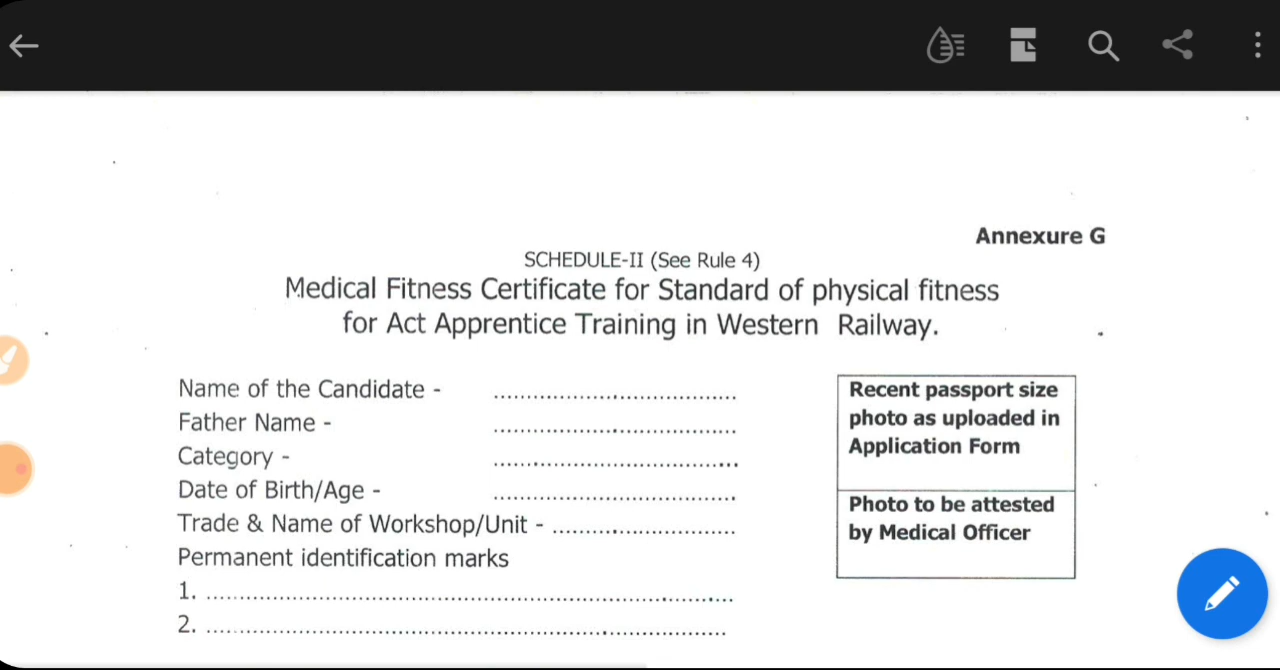 Annexure G
SCHEDULE-II (See Rule 4)
Medical Fitness Certificate for Standard of physical fitness
for Act Apprentice Training in Western Railway.
Name of the Candidate - ....................................
Father Name - ....................................
Category - ....................................
Date of Birth/Age - ....................................
Trade & Name of Workshop/Unit - ...........................
Permanent identification marks
1. ..............................................................................
2. .............................................................................
Recent passport size
photo as uploaded in
Application Form
Photo to be attested
by Medical Officer